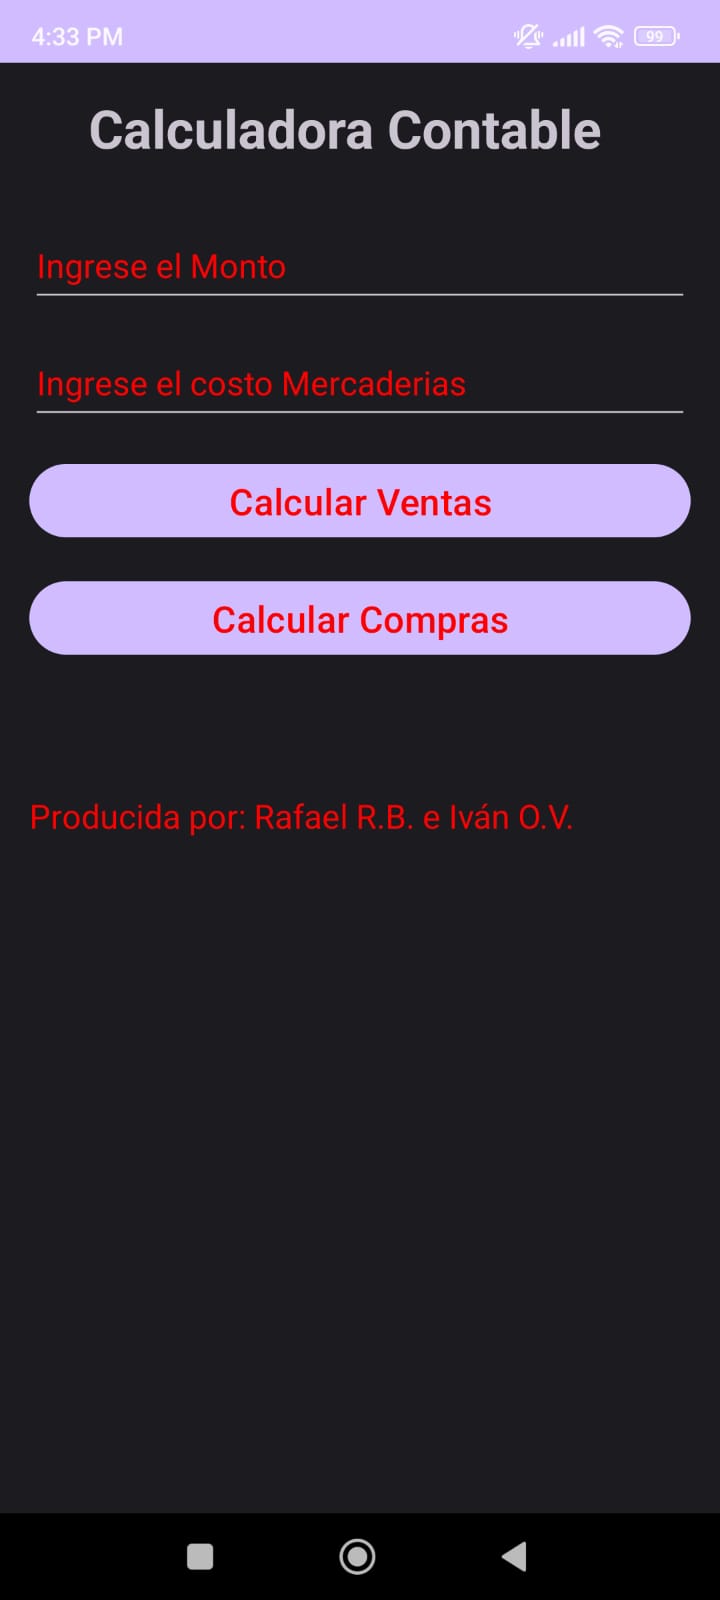 4:33 PM
99
Calculadora Contable
Ingrese el Monto
Ingrese el costo Mercaderias
Calcular Ventas
Calcular Compras
Producida por: Rafael R.B. e Iván O.V.